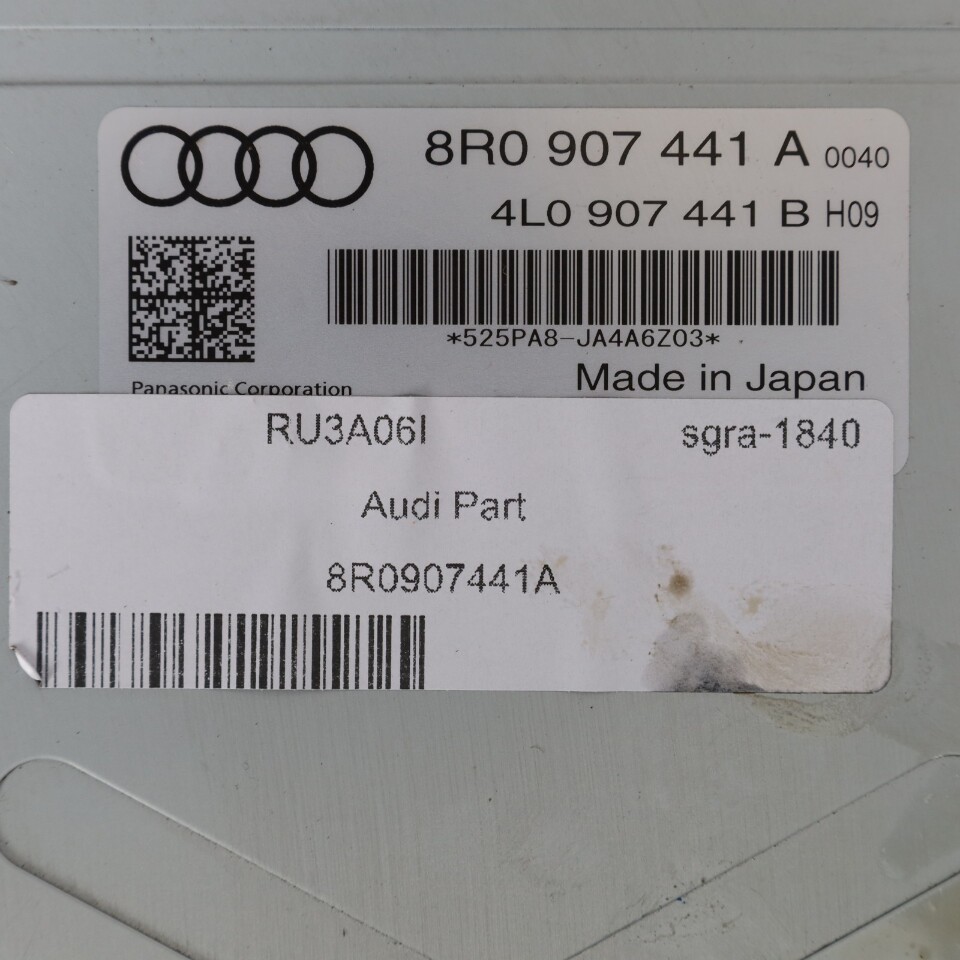 8R0 907 441 A 0040
4L0 907 441 B H09
*525PA8-JA4A6Z03*
Panasonic Corporation
Made in Japan
RU3A06I sgra-1840
Audi Part
8R0907441A